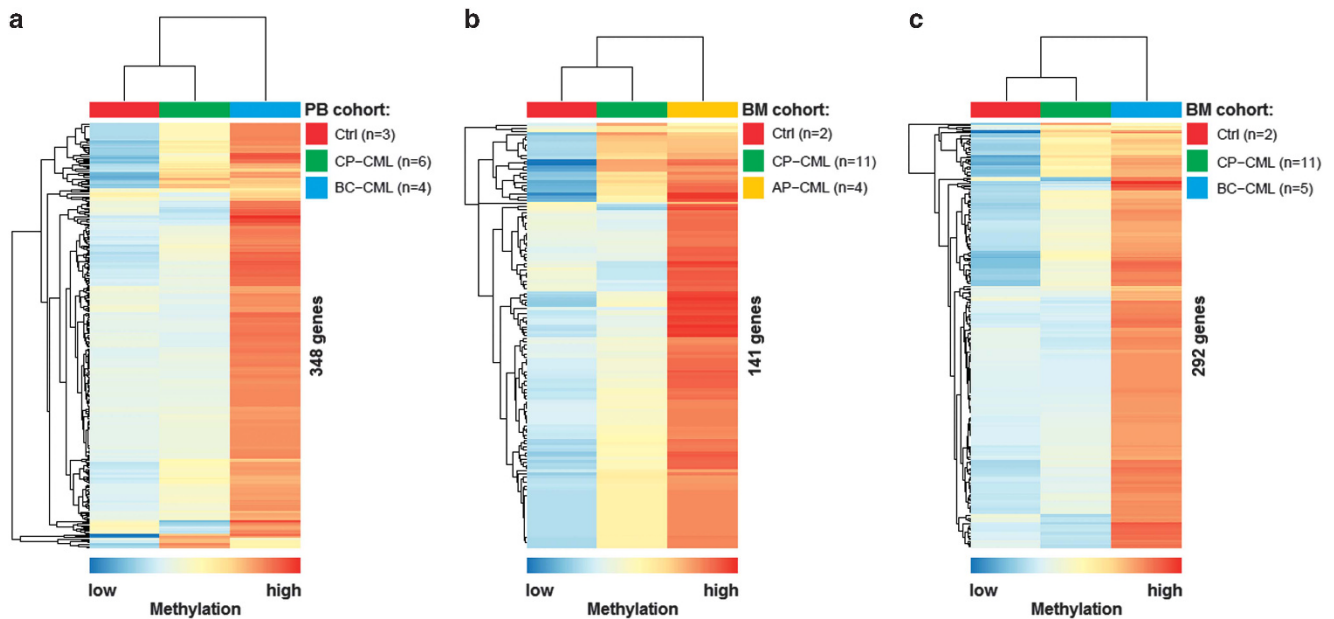 a
PB cohort:
Ctrl (n=3)
CP–CML (n=6)
BC–CML (n=4)
348 genes
low high
Methylation
b
BM cohort:
Ctrl (n=2)
CP–CML (n=11)
AP–CML (n=4)
141 genes
low high
Methylation
c
BM cohort:
Ctrl (n=2)
CP–CML (n=11)
BC–CML (n=5)
292 genes
low high
Methylation